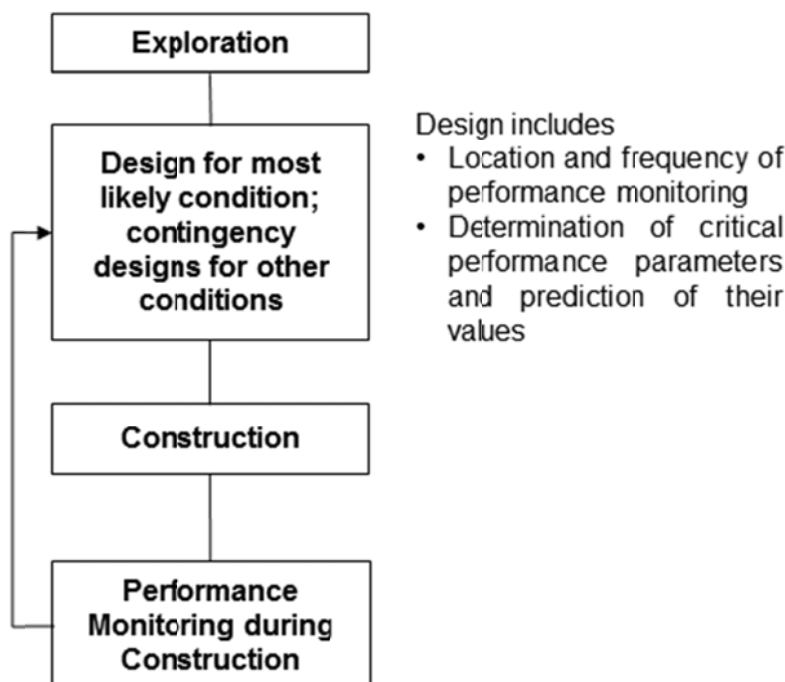 Exploration
Design for most
likely condition;
contingency
designs for other
conditions
Design includes
• Location and frequency of
performance monitoring
• Determination of critical
performance parameters
and prediction of their
values
Construction
Performance
Monitoring during
Construction